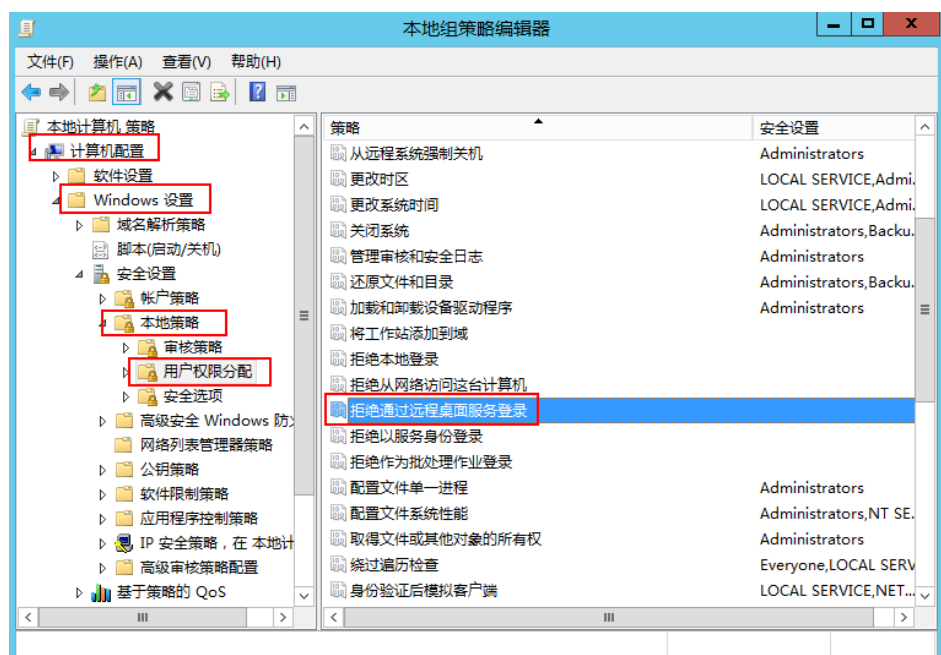 本地组策略编辑器
文件(F) 操作(A) 查看(V) 帮助(H)
本地计算机 策略
计算机配置
软件设置
Windows 设置
域名解析策略
脚本(启动/关机)
安全设置
帐户策略
本地策略
审核策略
用户权限分配
安全选项
高级安全 Windows 防
网络列表管理器策略
公钥策略
软件限制策略
应用程序控制策略
IP 安全策略，在 本地计
高级审核策略配置
基于策略的 QoS
策略 安全设置
从远程系统强制关机 Administrators
更改时区 LOCAL SERVICE,Admi.
更改系统时间 LOCAL SERVICE,Admi.
关闭系统 Administrators,Backu.
管理审核和安全日志 Administrators
还原文件和目录 Administrators,Backu.
加载和卸载设备驱动程序 Administrators
将工作站添加到域
拒绝本地登录
拒绝从网络访问这台计算机
拒绝通过远程桌面服务登录
拒绝以服务身份登录
拒绝作为批处理作业登录
配置文件单一进程 Administrators
配置文件系统性能 Administrators,NT SE.
取得文件或其他对象的所有权 Administrators
绕过遍历检查 Everyone,LOCAL SERV
身份验证后模拟客户端 LOCAL SERVICE,NET...